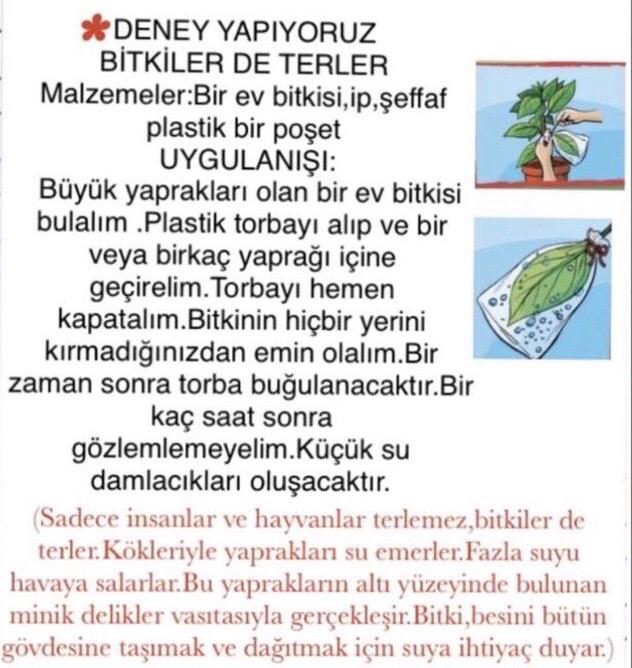 DENEY YAPIYORUZ
BİTKİLER DE TERLER
Malzemeler:Bir ev bitkisi,ip,şeffaf
plastik bir poşet
UYGULANIŞI:
Büyük yaprakları olan bir ev bitkisi
bulalım .Plastik torbayı alıp ve bir
veya birkaç yaprağı içine
geçirelim.Torbayı hemen
kapatalım.Bitkinin hiçbir yerini
kırmadığınızdan emin olalım.Bir
zaman sonra torba buğulanacaktır.Bir
kaç saat sonra
gözlemlemeyelim.Küçük su
damlacıkları oluşacaktır.
(Sadece insanlar ve hayvanlar terlemez,bitkiler de
terler.Kökleriyle yaprakları su emerler.Fazla suyu
havaya salarlar.Bu yaprakların altı yüzeyinde bulunan
minik delikler vasıtasıyla gerçekleşir.Bitki,besini bütün
gövdesine taşımak ve dağıtmak için suya ihtiyaç duyar.)